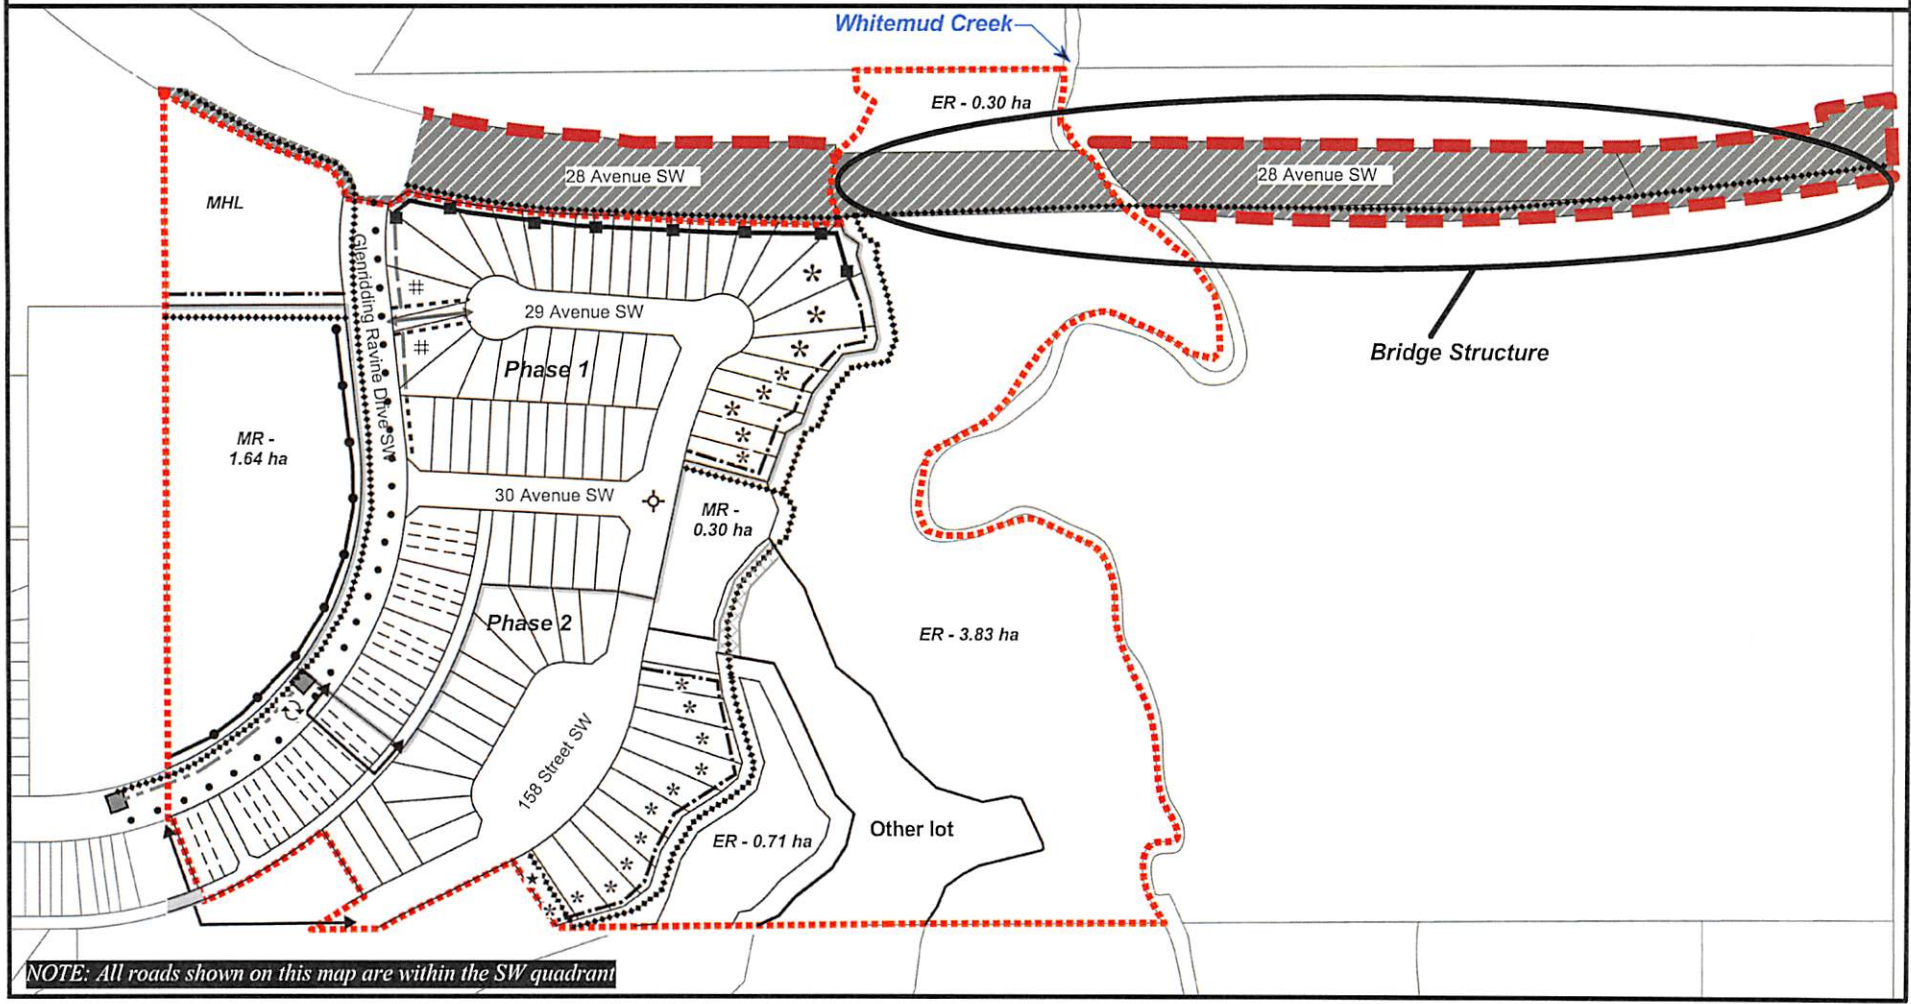 Whitemud Creek
ER - 0.30 ha
28 Avenue SW
28 Avenue SW
MHL
Glenridding Ravine Drive SW
#
29 Avenue SW
Bridge Structure
#
Phase 1
MR -
1.64 ha
30 Avenue SW
MR -
0.30 ha
Phase 2
ER - 3.83 ha
158 Street SW
ER - 0.71 ha
Other lot
NOTE: All roads shown on this map are within the SW quadrant